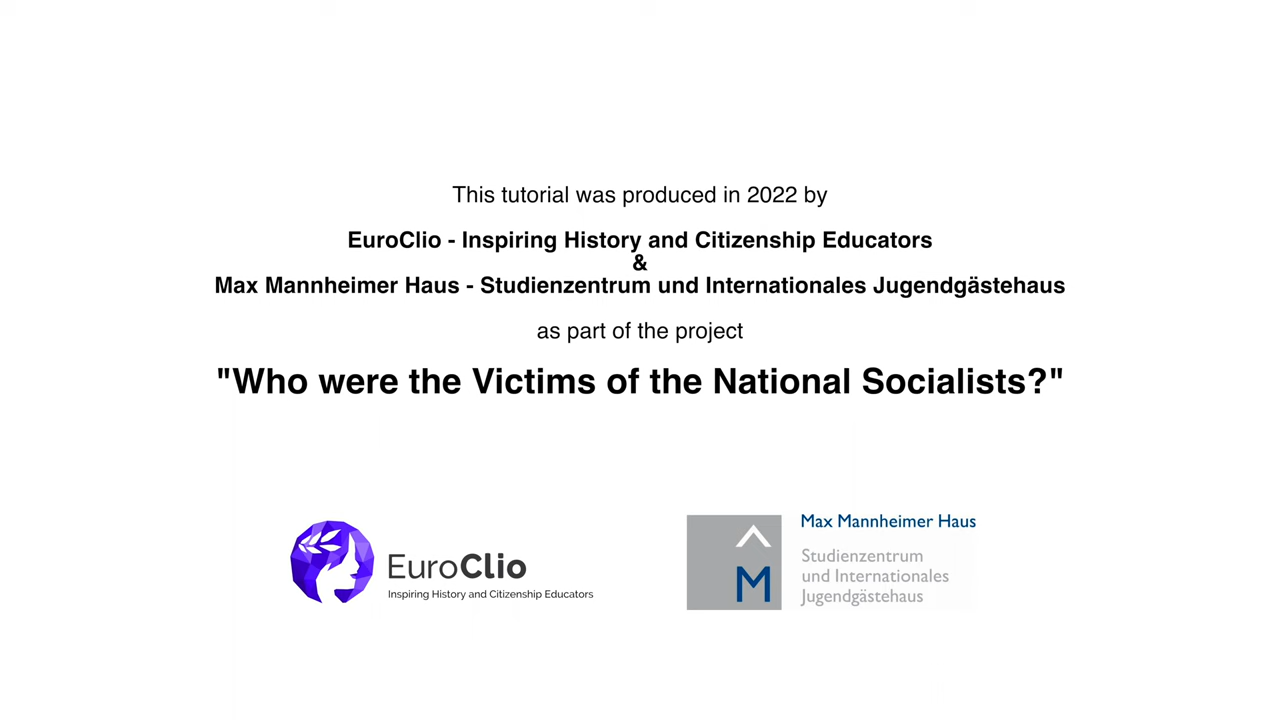 This tutorial was produced in 2022 by
EuroClio - Inspiring History and Citizenship Educators
&
Max Mannheimer Haus - Studienzentrum und Internationales Jugendgästehaus
as part of the project
"Who were the Victims of the National Socialists?"
EuroClio
Inspiring History and Citizenship Educators
M
Max Mannheimer Haus
Studienzentrum
und Internationales
Jugendgästehaus